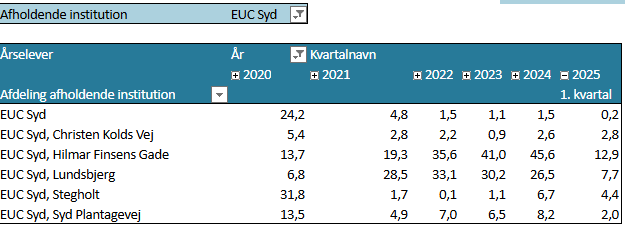 Afholdende institution EUC Syd
Årselever År Kvartalnavn
2020 2021 2022 2023 2024 2025
Afdeling afholdende institution 1. kvartal
EUC Syd 24,2 4,8 1,5 1,1 1,5 0,2
EUC Syd, Christen Kolds Vej 5,4 2,8 2,2 0,9 2,6 2,8
EUC Syd, Hilmar Finsens Gade 13,7 19,3 35,6 41,0 45,6 12,9
EUC Syd, Lundsbjerg 6,8 28,5 33,1 30,2 26,5 7,7
EUC Syd, Stegholt 31,8 1,7 0,1 1,1 6,7 4,4
EUC Syd, Syd Plantagevej 13,5 4,9 7,0 6,5 8,2 2,0